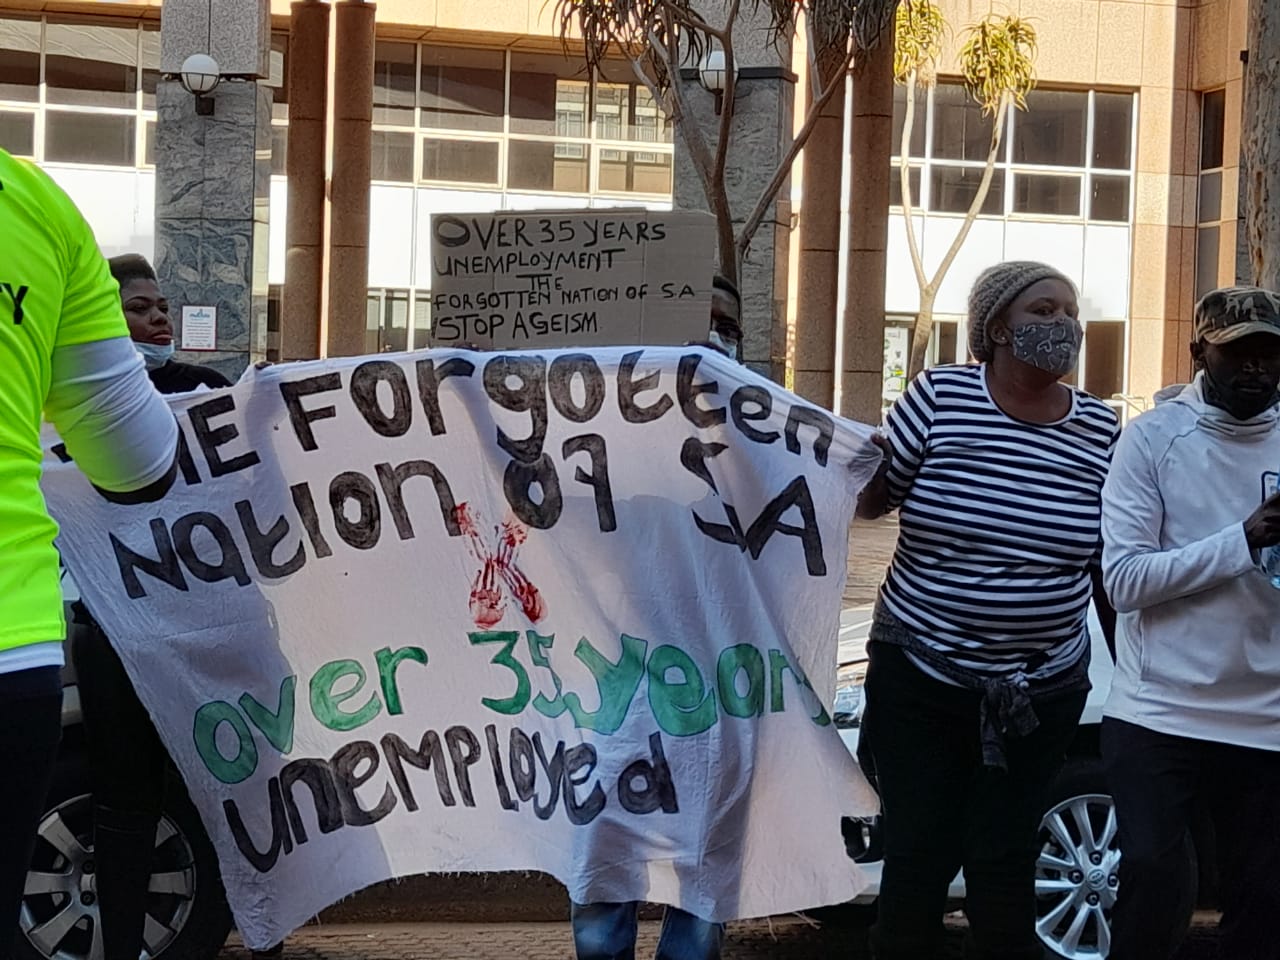 OVER 35 YEARS
UNEMPLOYMENT
THE
FORGOTTEN NATION OF SA
STOP AGEISM
THE Forgotten
Nation of SA
X
over 35 years
unemployed